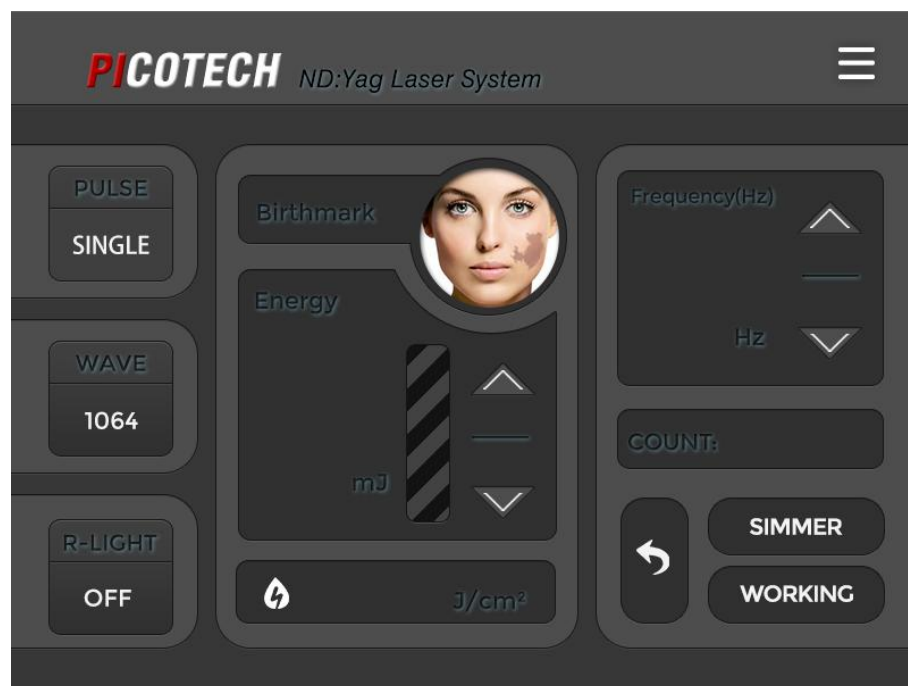 PICOTECH ND:Yag Laser System
PULSE
SINGLE
WAVE
1064
R-LIGHT
OFF
Birthmark
Energy
mJ
J/cm²
Frequency(Hz)
Hz
COUNT:
SIMMER
WORKING